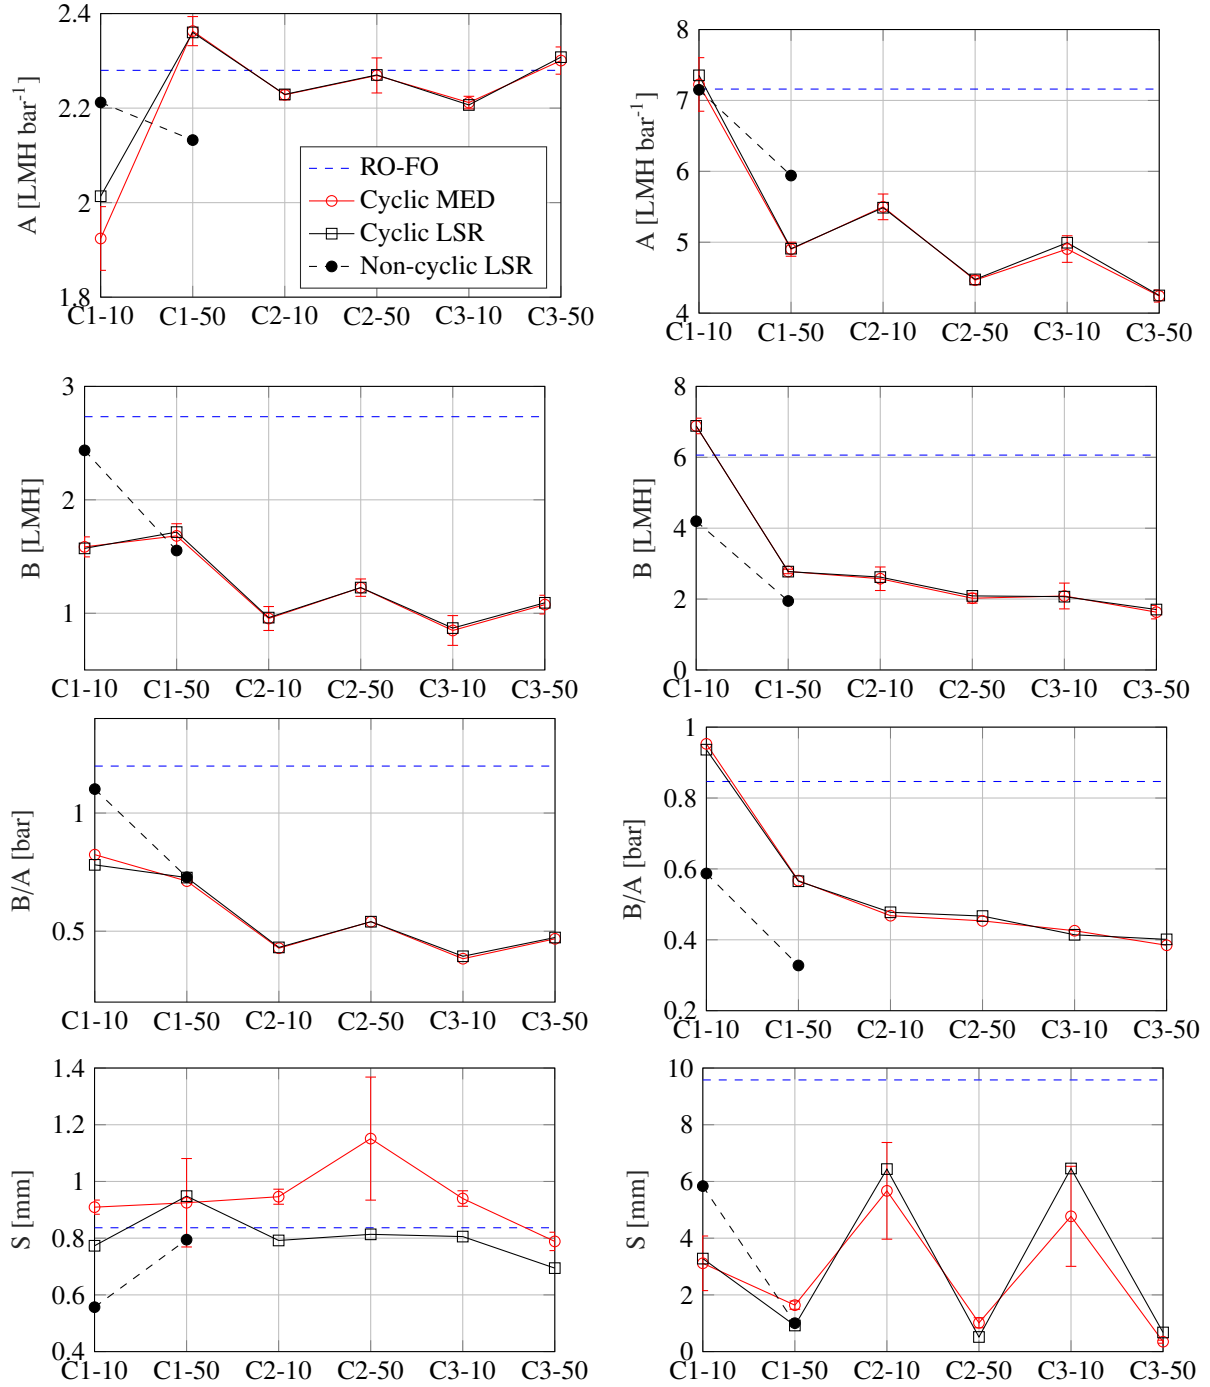 2.4
2.2
2
1.8
A [LMH bar-1]
RO-FO
Cyclic MED
Cyclic LSR
Non-cyclic LSR
C1-10 C1-50 C2-10 C2-50 C3-10 C3-50
8
7
6
5
4
A [LMH bar-1]
C1-10 C1-50 C2-10 C2-50 C3-10 C3-50
3
2
1
B [LMH]
C1-10 C1-50 C2-10 C2-50 C3-10 C3-50
8
6
4
2
0
B [LMH]
C1-10 C1-50 C2-10 C2-50 C3-10 C3-50
1
0.5
B/A [bar]
C1-10 C1-50 C2-10 C2-50 C3-10 C3-50
1
0.8
0.6
0.4
0.2
B/A [bar]
C1-10 C1-50 C2-10 C2-50 C3-10 C3-50
1.4
1.2
1
0.8
0.6
0.4
S [mm]
C1-10 C1-50 C2-10 C2-50 C3-10 C3-50
10
8
6
4
2
0
S [mm]
C1-10 C1-50 C2-10 C2-50 C3-10 C3-50